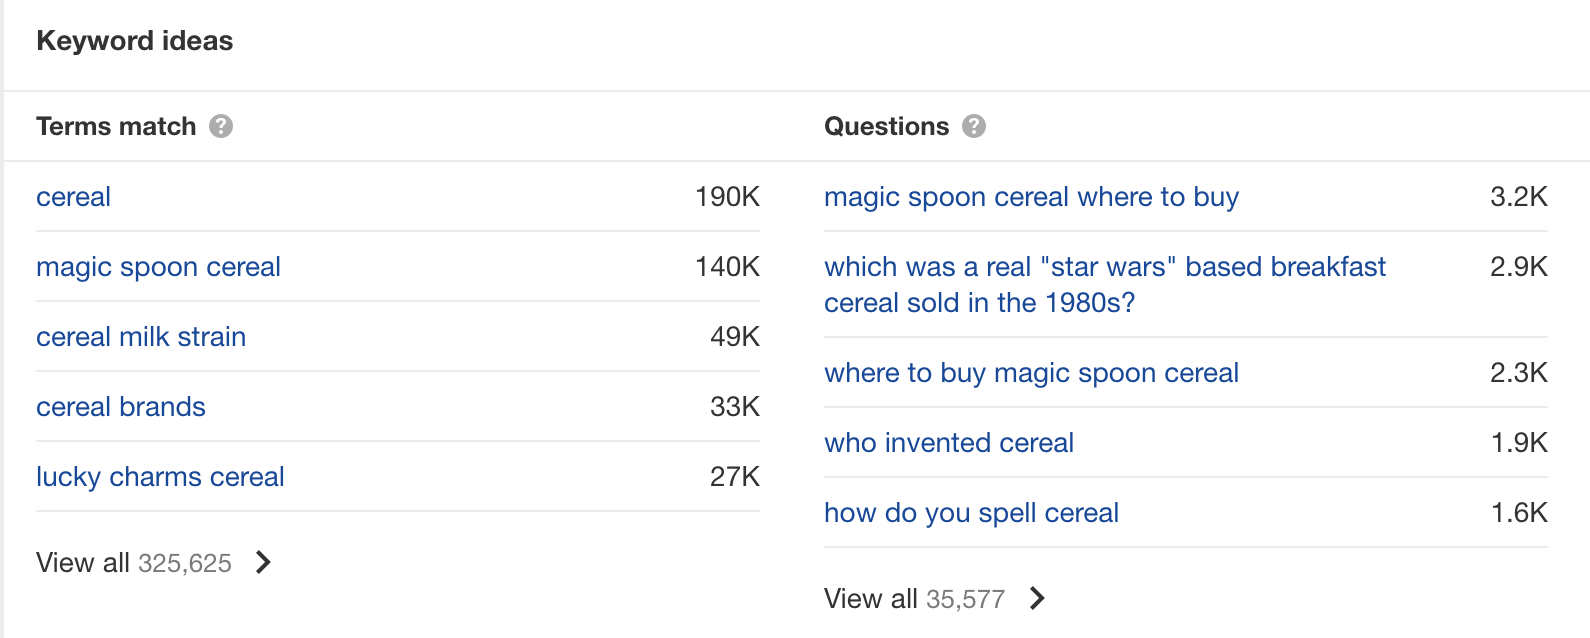 Keyword ideas
Terms match ?
cereal 190K
magic spoon cereal 140K
cereal milk strain 49K
cereal brands 33K
lucky charms cereal 27K
View all 325,625
Questions ?
magic spoon cereal where to buy 3.2K
which was a real "star wars" based breakfast 2.9K
cereal sold in the 1980s?
where to buy magic spoon cereal 2.3K
who invented cereal 1.9K
how do you spell cereal 1.6K
View all 35,577